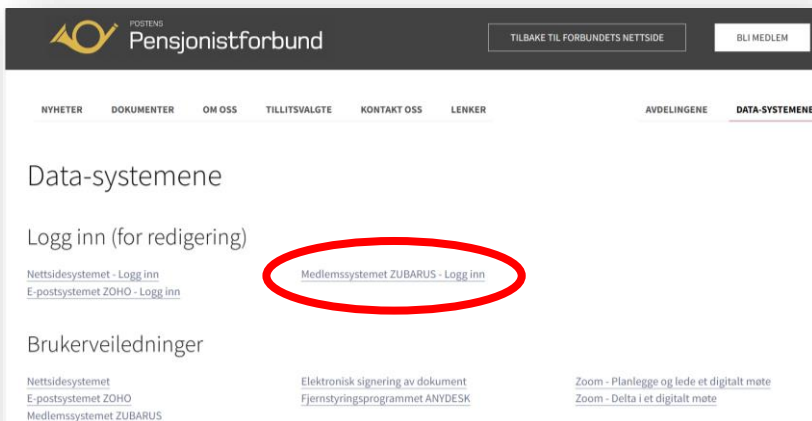 POSTENS
Pensjonistforbund
TILBAKE TIL FORBUNDETS NETTSIDE
BLI MEDLEM
NYHETER DOKUMENTER OM OSS TILLITSVALGTE KONTAKT OSS LENKER AVDELINGENE DATA-SYSTEMENE
Data-systemene
Logg inn (for redigering)
Nettsidesystemet - Logg inn Medlemssystemet ZUBARUS - Logg inn
E-postsystemet ZOHO - Logg inn
Brukerveiledninger
Nettsidesystemet Elektronisk signering av dokument Zoom - Planlegge og lede et digitalt møte
E-postsystemet ZOHO Fjernstyringsprogrammet ANYDESK Zoom - Delta i et digitalt møte
Medlemssystemet ZUBARUS